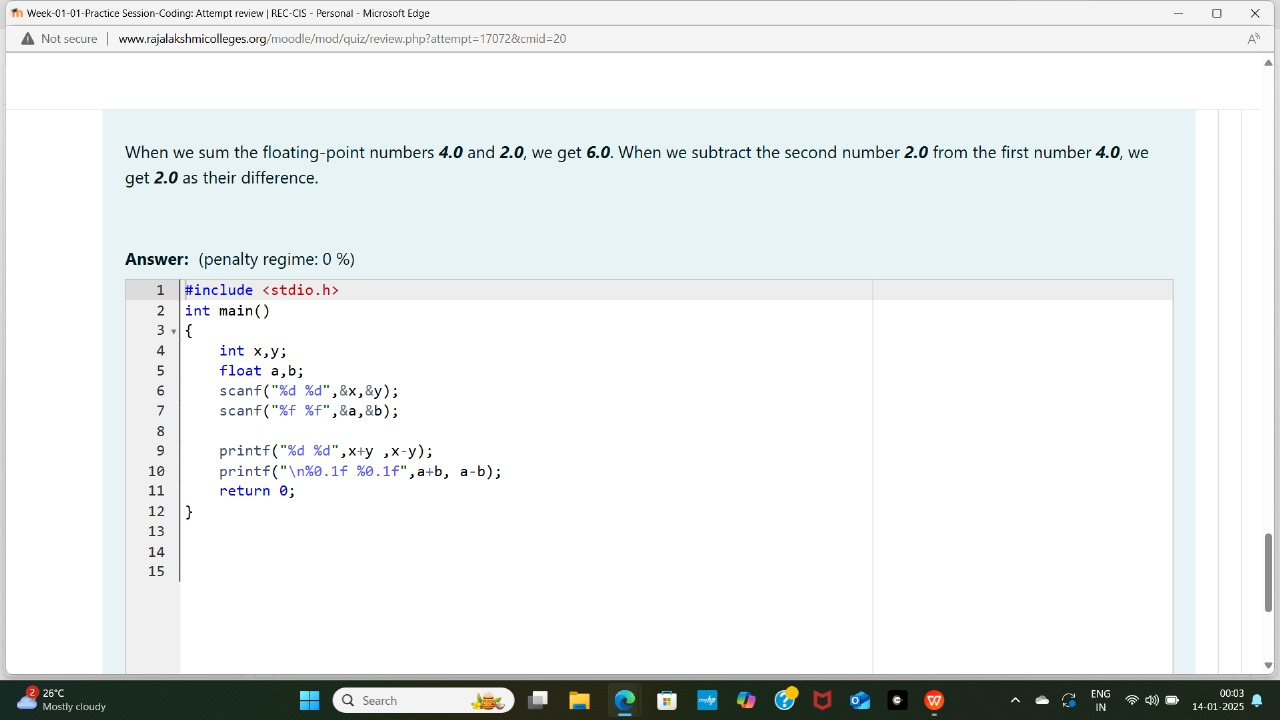 Week-01-01-Practice Session-Coding: Attempt review | REC-CIS - Personal - Microsoft Edge
Not secure | www.rajalakshmicolleges.org/moodle/mod/quiz/review.php?attempt=17072&cmid=20
When we sum the floating-point numbers 4.0 and 2.0, we get 6.0. When we subtract the second number 2.0 from the first number 4.0, we
get 2.0 as their difference.
Answer: (penalty regime: 0 %)
1 #include <stdio.h>
2 int main()
3 {
4     int x,y;
5     float a,b;
6     scanf("%d %d",&x,&y);
7     scanf("%f %f",&a,&b);
8
9     printf("%d %d",x+y ,x-y);
10     printf("\n%0.1f %0.1f",a+b, a-b);
11     return 0;
12 }
13
14
15
2 26°C
Mostly cloudy
Search
myhp
ENG
IN
00:03
14-01-2025